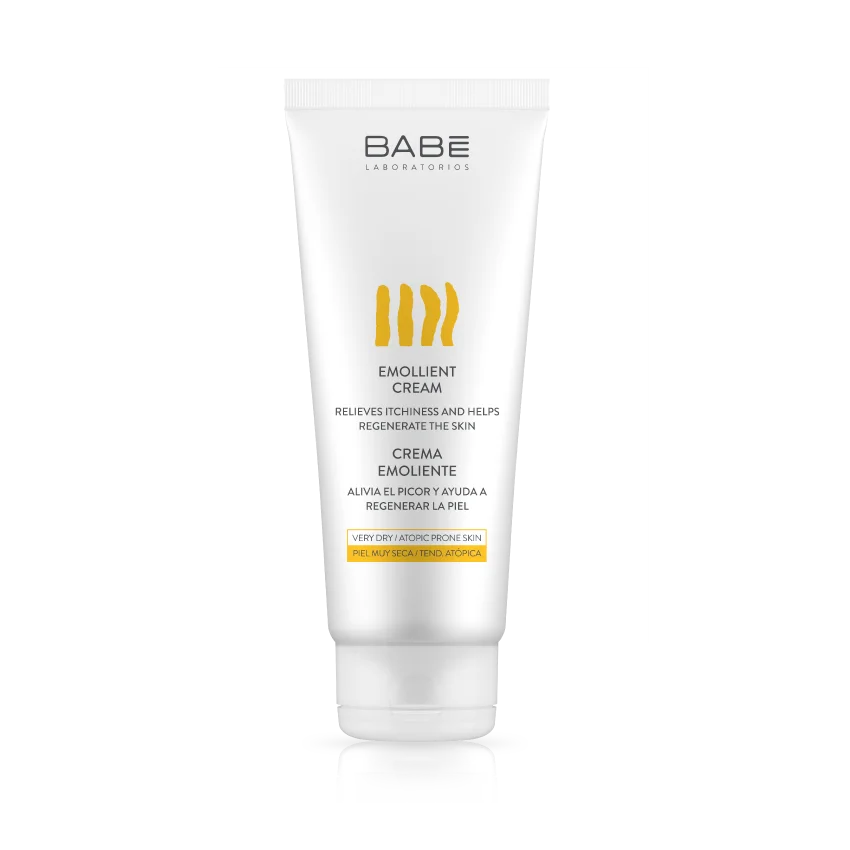 BABĒ
LABORATORIOS
EMOLLIENT
CREAM
RELIEVES ITCHINESS AND HELPS
REGENERATE THE SKIN
CREMA
EMOLIENTE
ALIVIA EL PICOR Y AYUDA A
REGENERAR LA PIEL
VERY DRY / ATOPIC PRONE SKIN
PIEL MUY SECA / TEND. ATÓPICA